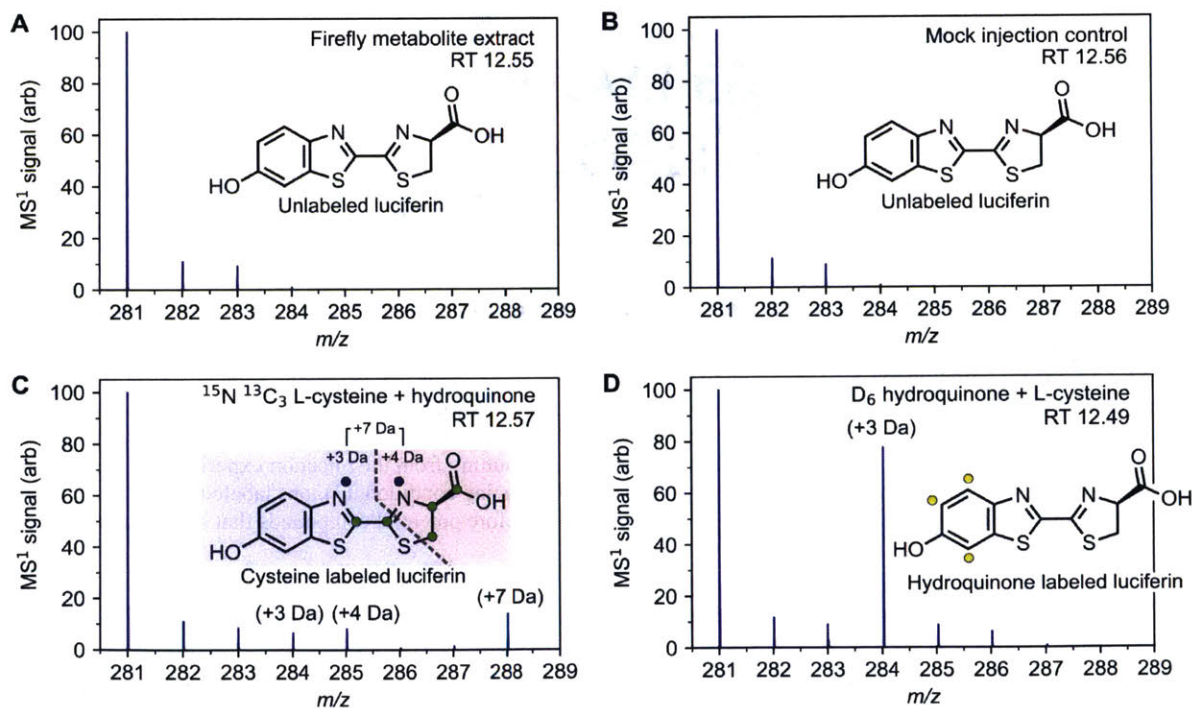 A
Firefly metabolite extract
RT 12.55
100
80
60
40
20
0
MS¹ signal (arb)
N
N
O
OH
HO
S
S
Unlabeled luciferin
281 282 283 284 285 286 287 288 289
m/z
B
Mock injection control
RT 12.56
100
80
60
40
20
0
MS¹ signal (arb)
N
N
O
OH
HO
S
S
Unlabeled luciferin
281 282 283 284 285 286 287 288 289
m/z
C
¹⁵N ¹³C₃ L-cysteine + hydroquinone
RT 12.57
100
80
60
40
20
0
MS¹ signal (arb)
+7 Da
+3 Da
+4 Da
N
N
O
OH
HO
S
S
Cysteine labeled luciferin
(+3 Da) (+4 Da)
(+7 Da)
281 282 283 284 285 286 287 288 289
m/z
D
D₆ hydroquinone + L-cysteine
RT 12.49
(+3 Da)
100
80
60
40
20
0
MS¹ signal (arb)
N
N
O
OH
HO
S
S
Hydroquinone labeled luciferin
281 282 283 284 285 286 287 288 289
m/z